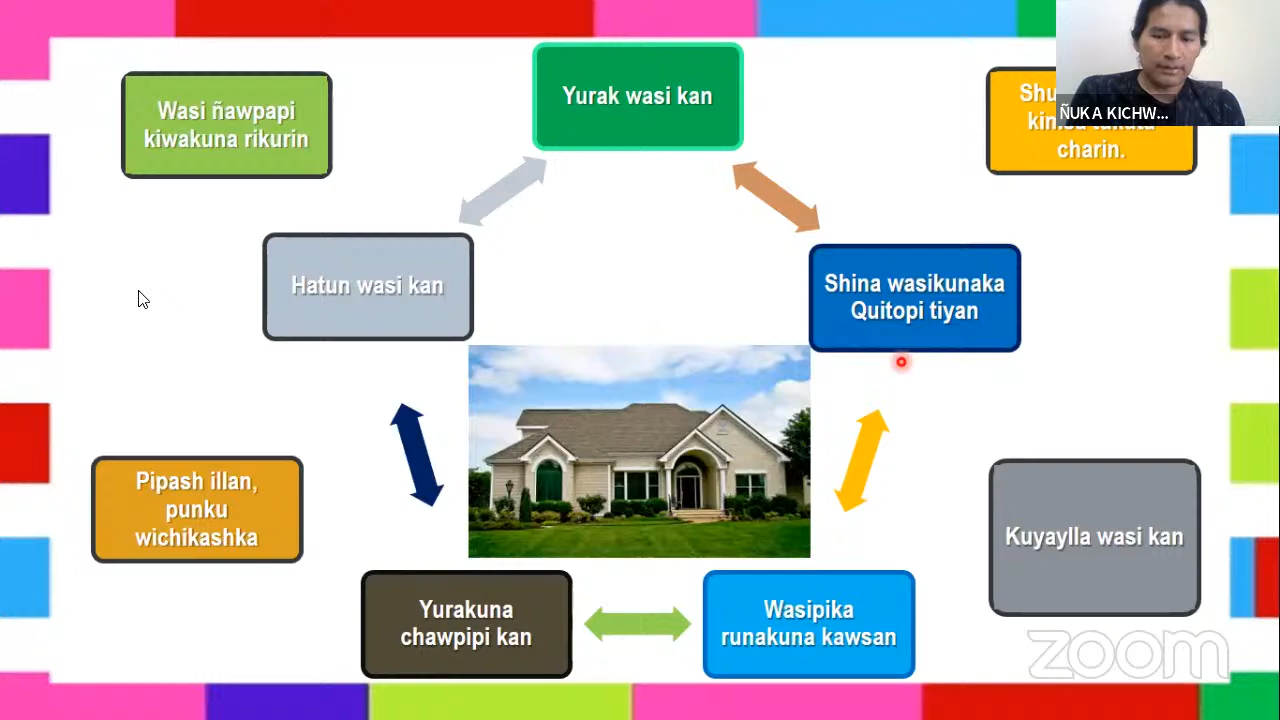 Yurak wasi kan
Wasi ñawpapi
kiwakuna rikurin
charin.
ÑUKA KICHW...
Hatun wasi kan
Shina wasikunaka
Quitopi tiyan
Pipash illan,
punku
wichikashka
Kuyaylla wasi kan
Yurakuna
chawpipi kan
Wasipika
runakuna kawsan
zoom